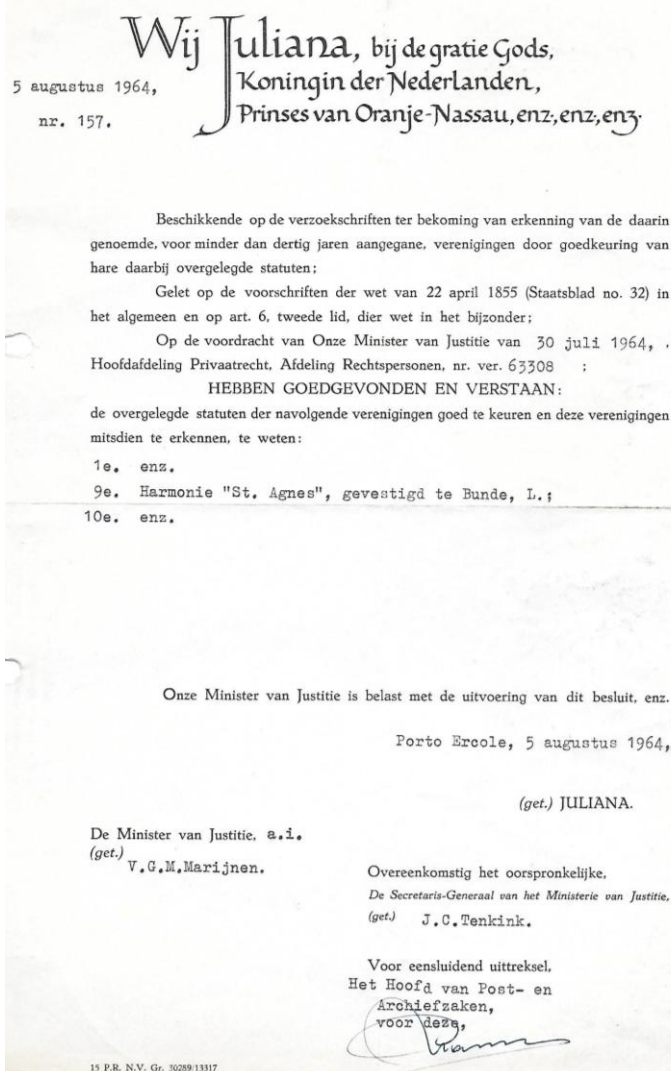 Wij Juliana, bij de gratie Gods,
Koningin der Nederlanden,
Prinses van Oranje-Nassau, enz., enz., enz.
5 augustus 1964,
nr. 157.
Beschikkende op de verzoekschriften ter bekoming van erkenning van de daarin
genoemde, voor minder dan dertig jaren aangegane, verenigingen door goedkeuring van
hare daarbij overgelegde statuten;
Gelet op de voorschriften der wet van 22 april 1855 (Staatsblad no. 32) in
het algemeen en op art. 6, tweede lid, dier wet in het bijzonder;
Op de voordracht van Onze Minister van Justitie van 30 juli 1964, .
Hoofdafdeling Privaatrecht, Afdeling Rechtspersonen, nr. ver. 63308 ;
HEBBEN GOEDGEVONDEN EN VERSTAAN:
de overgelegde statuten der navolgende verenigingen goed te keuren en deze verenigingen
mitsdien te erkennen, te weten:
1e. enz.
9e. Harmonie "St. Agnes", gevestigd te Bunde, L.;
10e. enz.
Onze Minister van Justitie is belast met de uitvoering van dit besluit, enz.
Porto Ercole, 5 augustus 1964,
(get.) JULIANA.
De Minister van Justitie, a.i.
(get.)
V.G.M.Marijnen.
Overeenkomstig het oorspronkelijke,
De Secretaris-Generaal van het Ministerie van Justitie,
(get.) J.C.Tenkink.
Voor eensluidend uittreksel,
Het Hoofd van Post- en
Archiefzaken,
voor deze,
15 P.R. N.V. Gr. 30289/13317